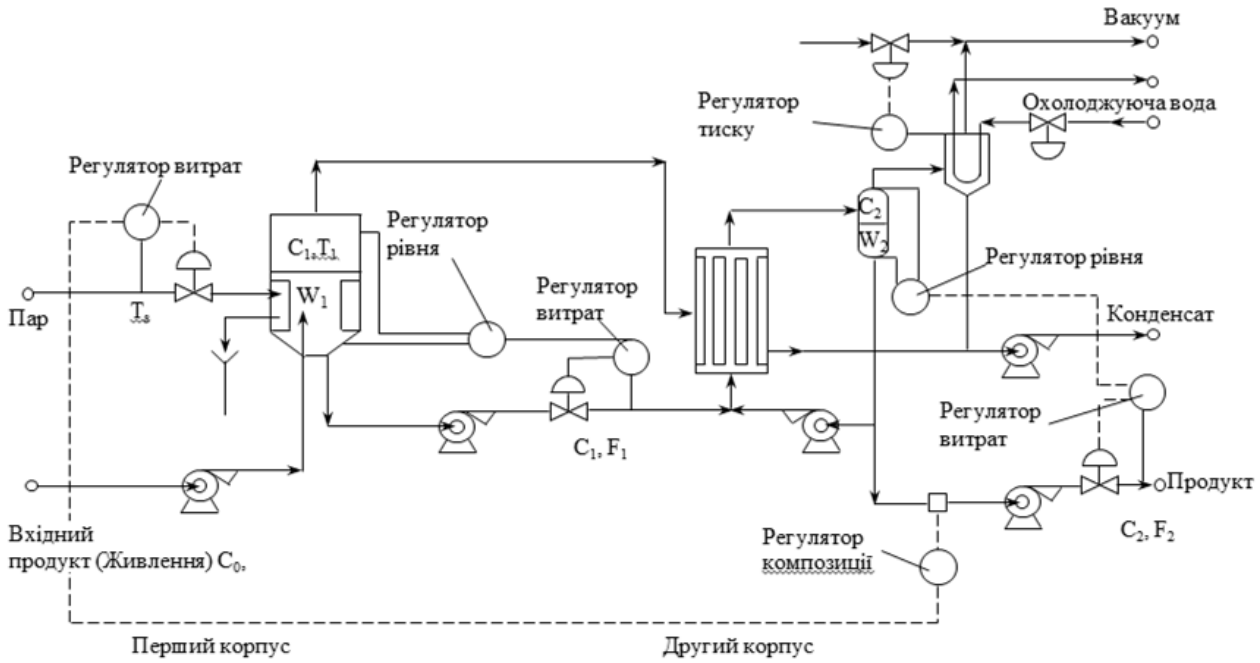 Вакуум
Регулятор
тиску
Охолоджуюча вода
Регулятор витрат
Регулятор
рівня
C₂
W₂
C₁, T₁
W₁
Регулятор
витрат
Регулятор рівня
Пар
Tₛ
Конденсат
Регулятор
витрат
C₁, F₁
Продукт
C₂, F₂
Вхідний
продукт (Живлення) C₀,
Регулятор
композиції
Перший корпус
Другий корпус